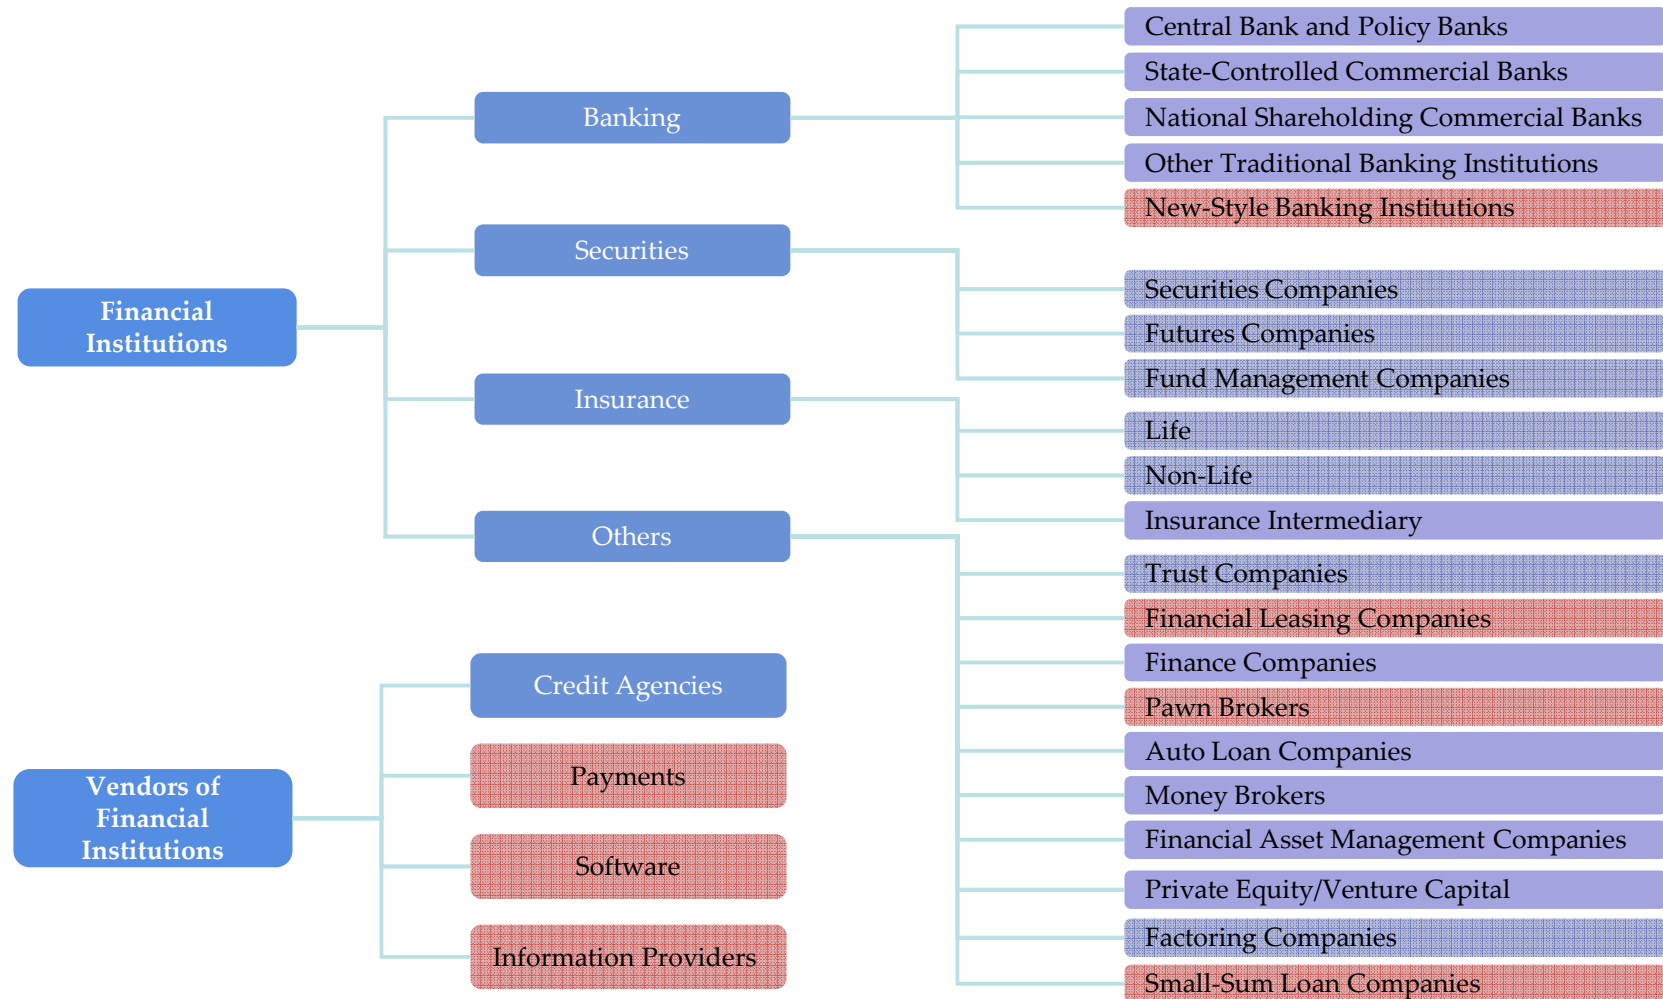 Financial
Institutions
Banking
Central Bank and Policy Banks
State-Controlled Commercial Banks
National Shareholding Commercial Banks
Other Traditional Banking Institutions
New-Style Banking Institutions
Securities
Securities Companies
Futures Companies
Fund Management Companies
Insurance
Life
Non-Life
Insurance Intermediary
Others
Trust Companies
Financial Leasing Companies
Finance Companies
Pawn Brokers
Auto Loan Companies
Money Brokers
Financial Asset Management Companies
Private Equity/Venture Capital
Factoring Companies
Small-Sum Loan Companies
Vendors of
Financial
Institutions
Credit Agencies
Payments
Software
Information Providers